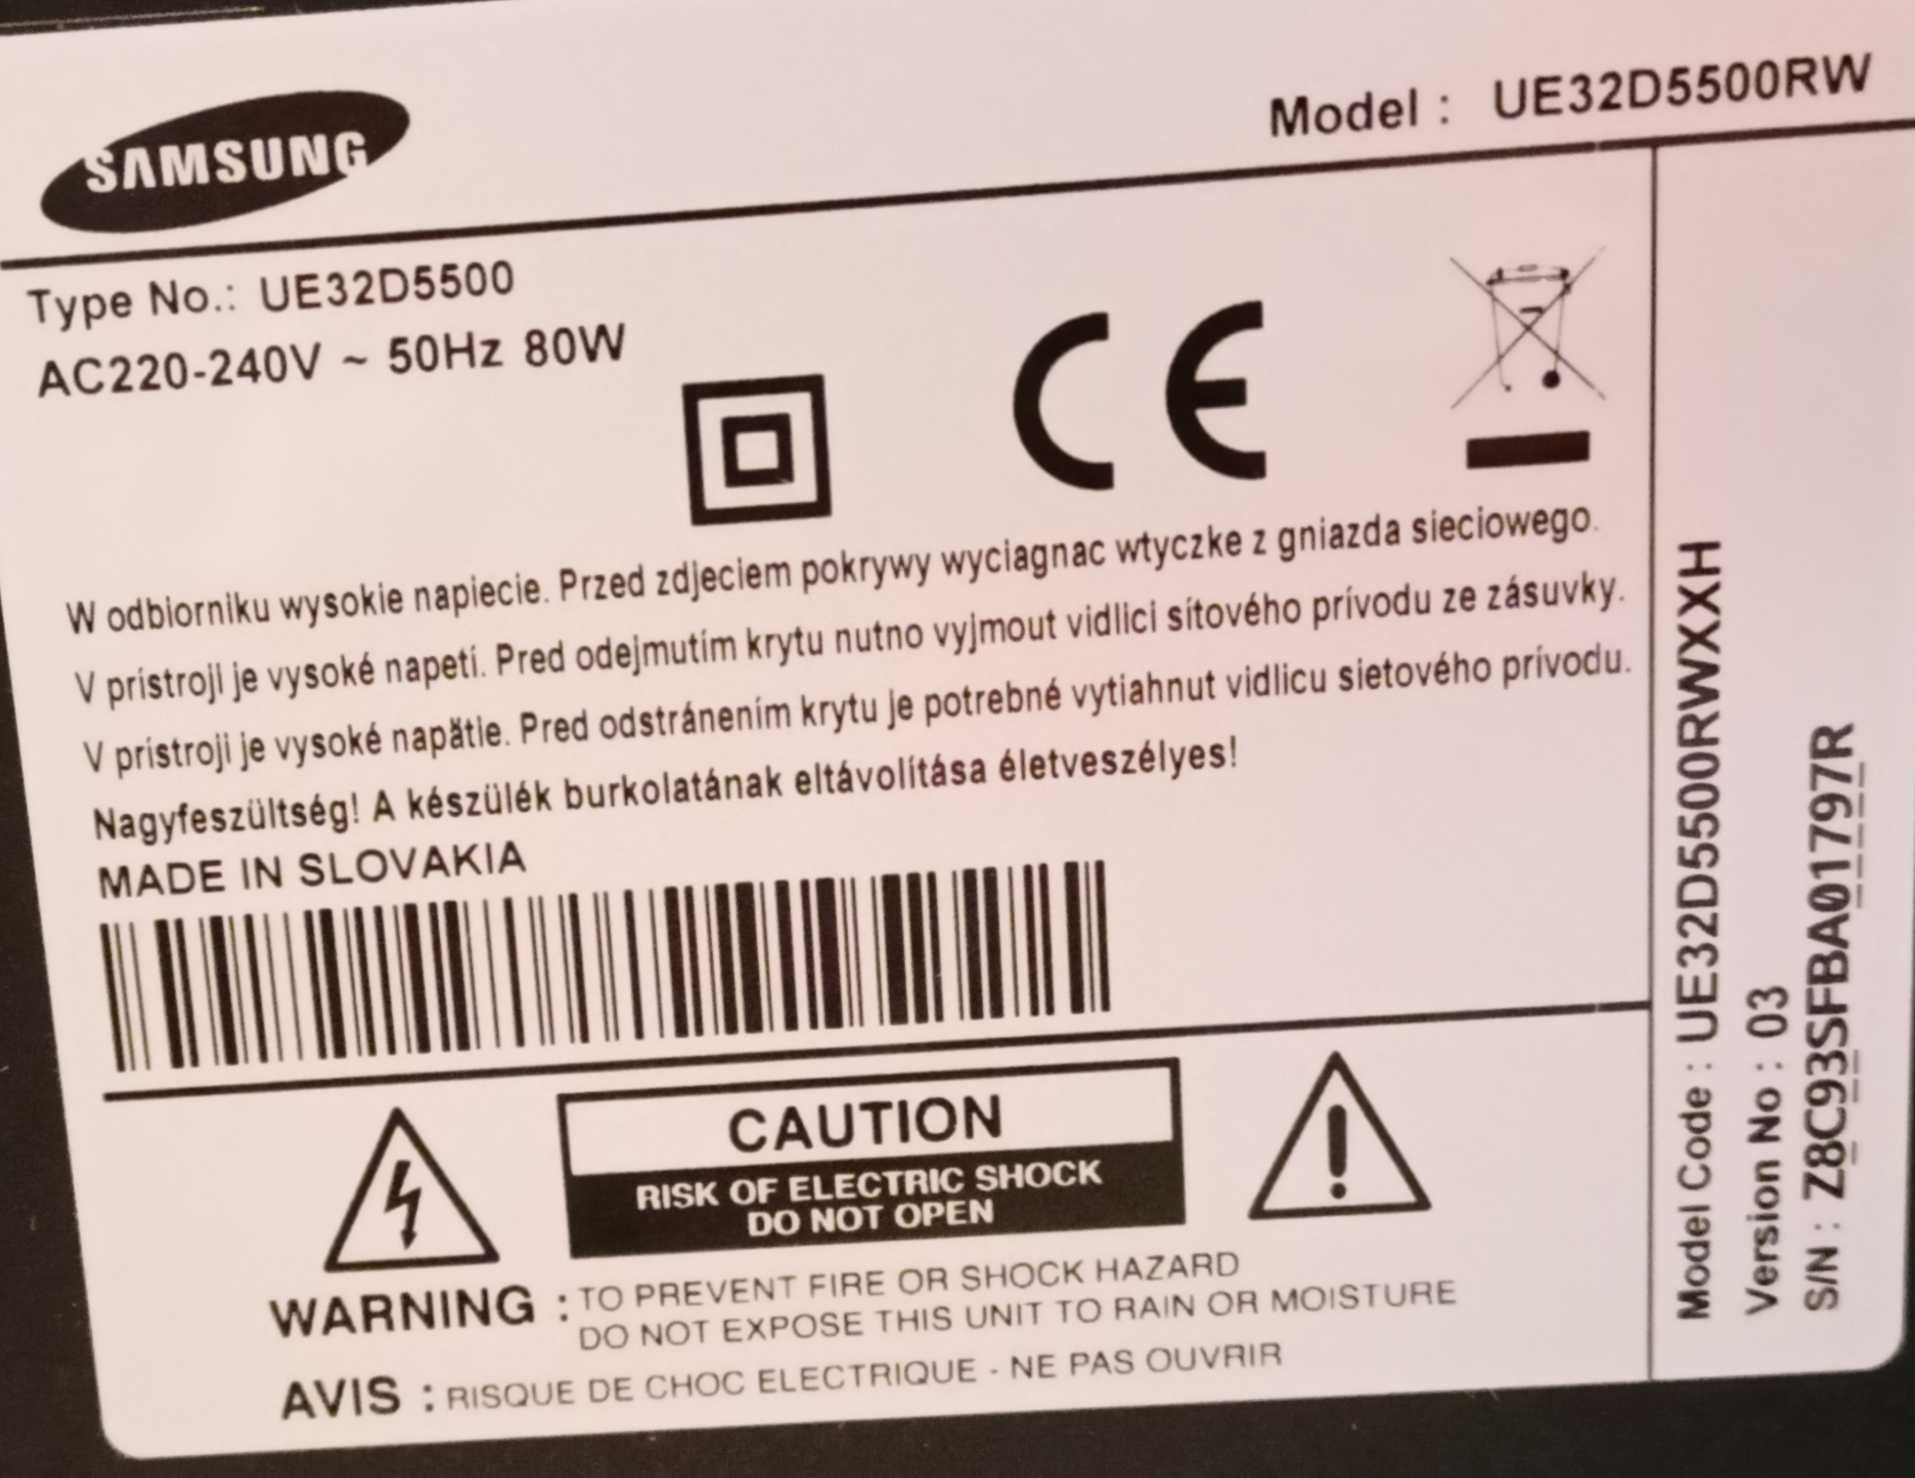 SAMSUNG
Model : UE32D5500RW
Type No.: UE32D5500
AC220-240V ~ 50Hz 80W
CE
W odbiorniku wysokie napiecie. Przed zdjeciem pokrywy wyciagnac wtyczke z gniazda sieciowego.
V prístroji je vysoké napetí. Pred odejmutím krytu nutno vyjmout vidlici sítového prívodu ze zásuvky.
V prístroji je vysoké napätie. Pred odstránením krytu je potrebné vytiahnut vidlicu sietového prívodu.
Nagyfeszültség! A készülék burkolatának eltávolítása életveszélyes!
MADE IN SLOVAKIA
CAUTION
RISK OF ELECTRIC SHOCK
DO NOT OPEN
WARNING : TO PREVENT FIRE OR SHOCK HAZARD
DO NOT EXPOSE THIS UNIT TO RAIN OR MOISTURE
AVIS : RISQUE DE CHOC ELECTRIQUE - NE PAS OUVRIR
Model Code : UE32D5500RWXXH
Version No : 03
S/N : Z8C93SFBA01797R